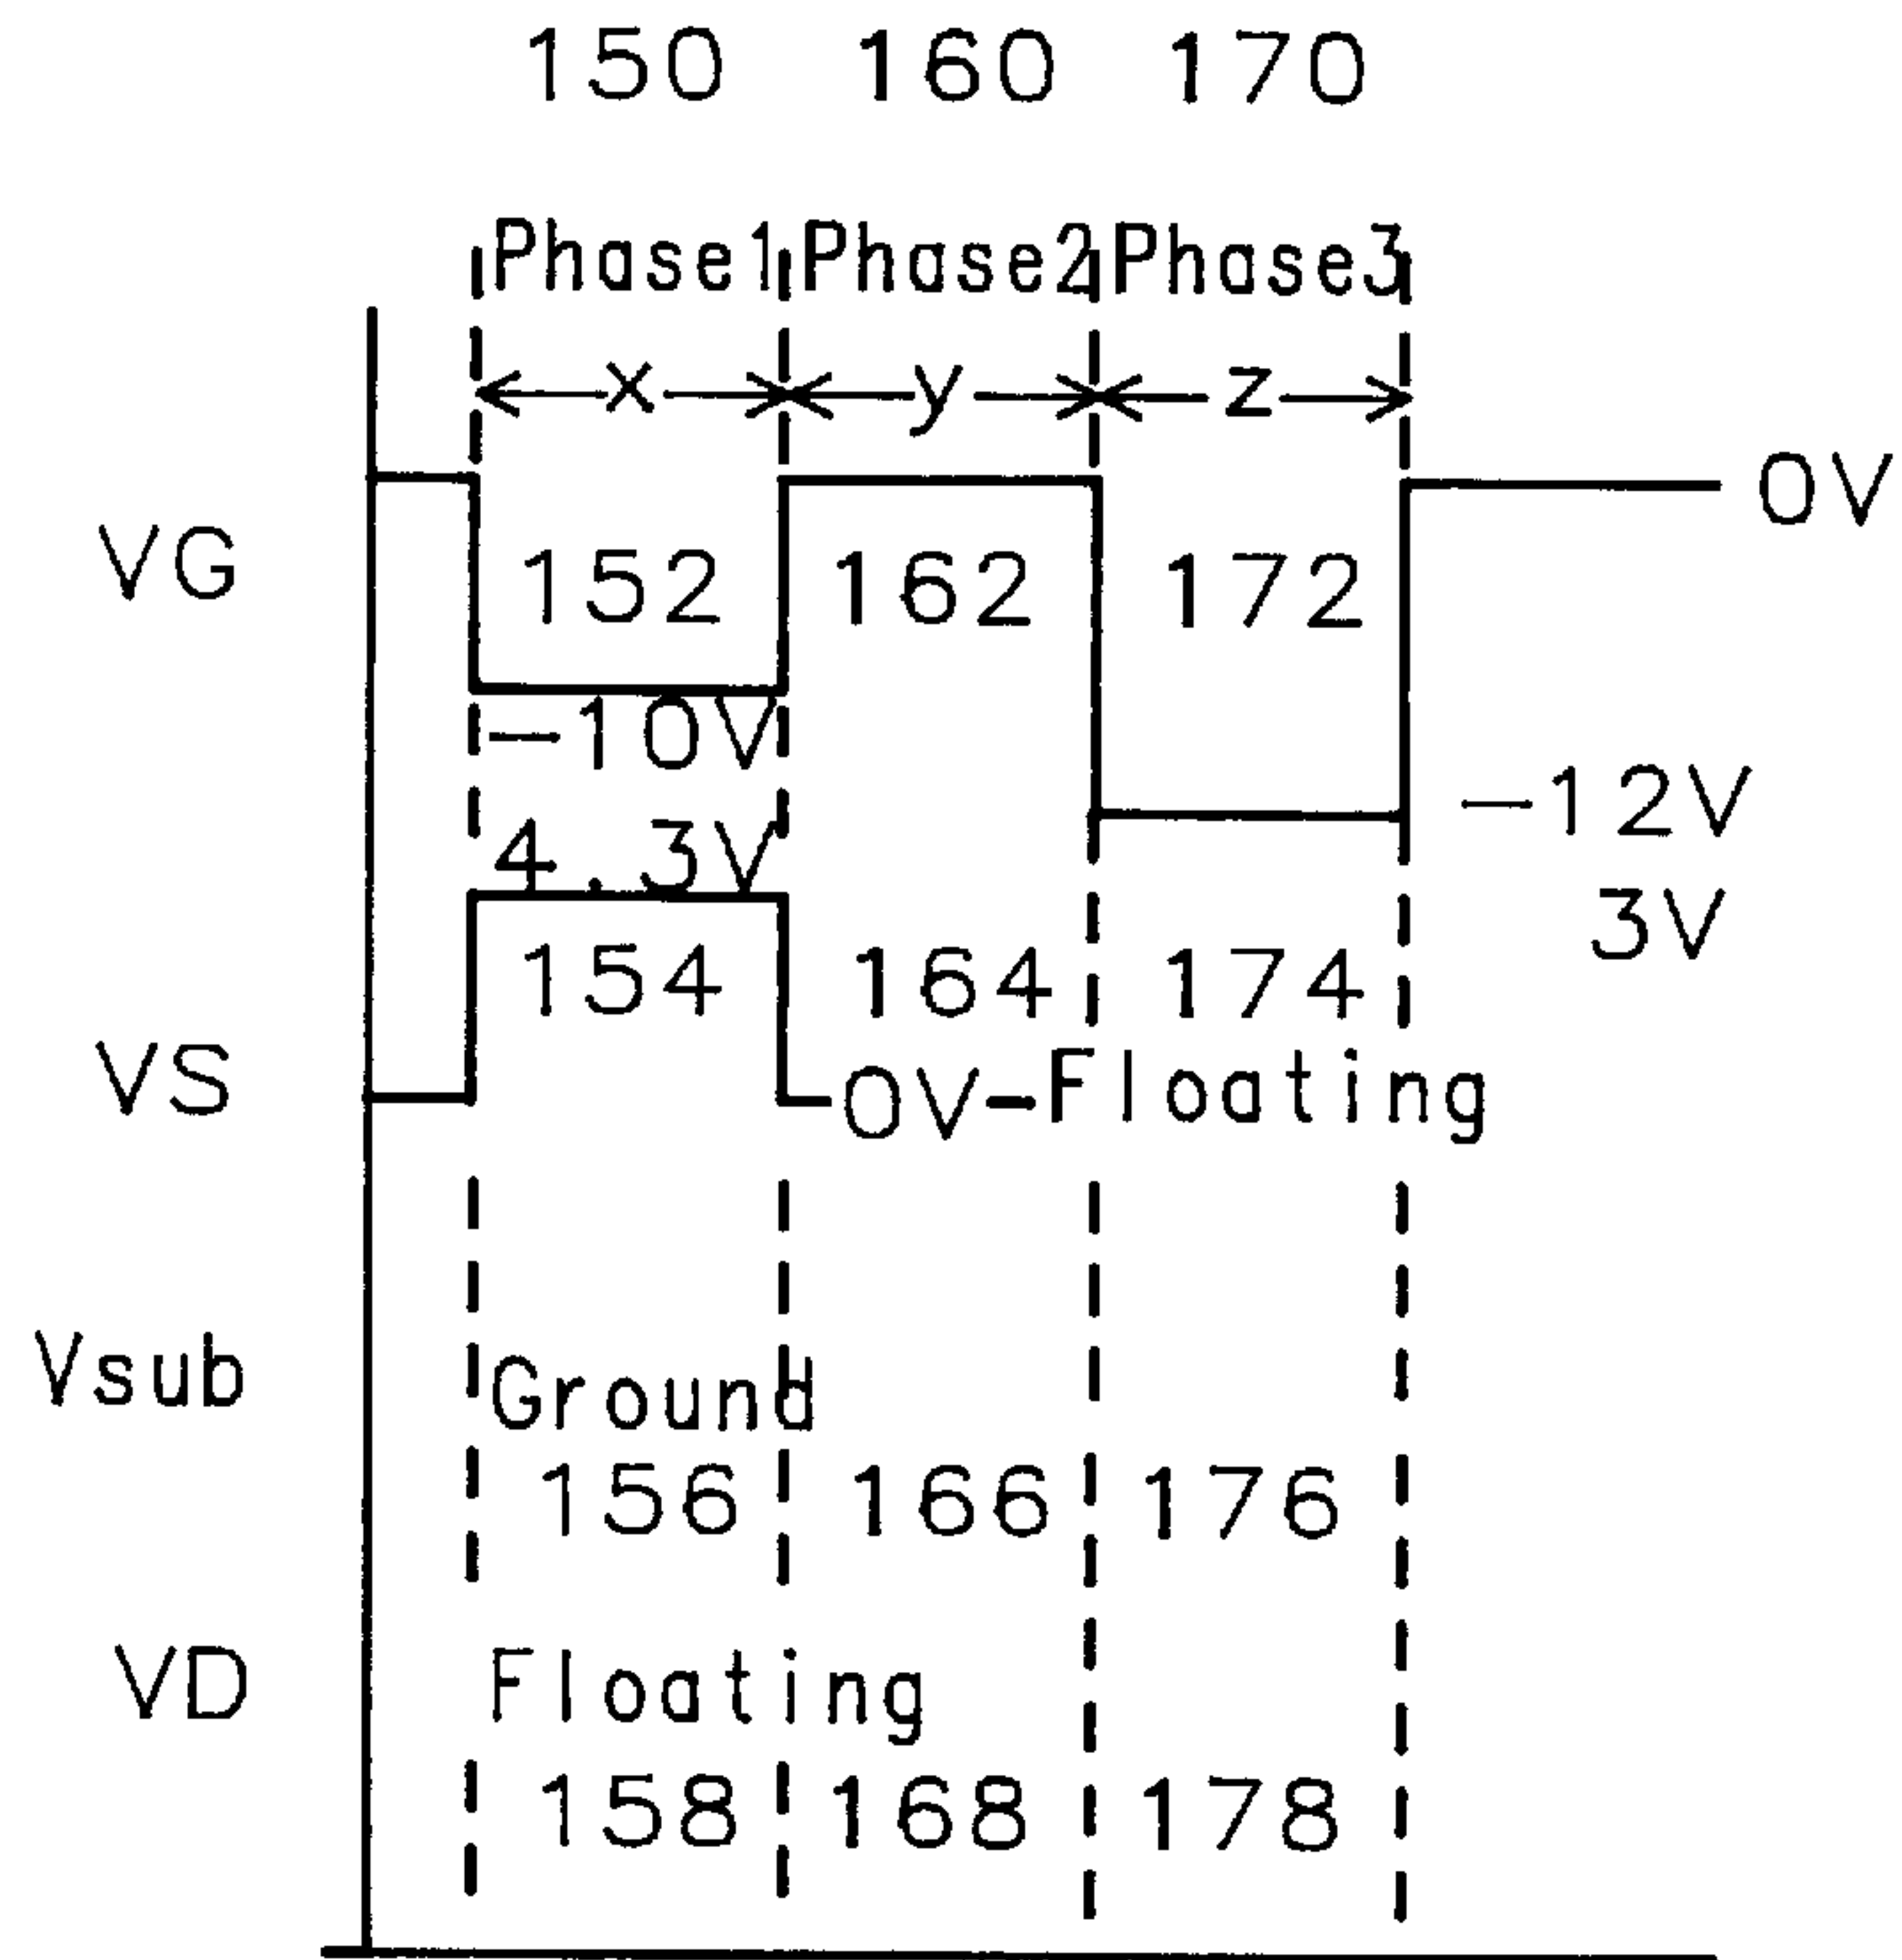 150 160 170
Phase1 Phase2 Phase3
x y z
0V
VG 152 162 172
-10V
-12V
4.3V
3V
154 164 174
VS 0V-Floating
Vsub Ground
156 166 176
VD Floating
158 168 178